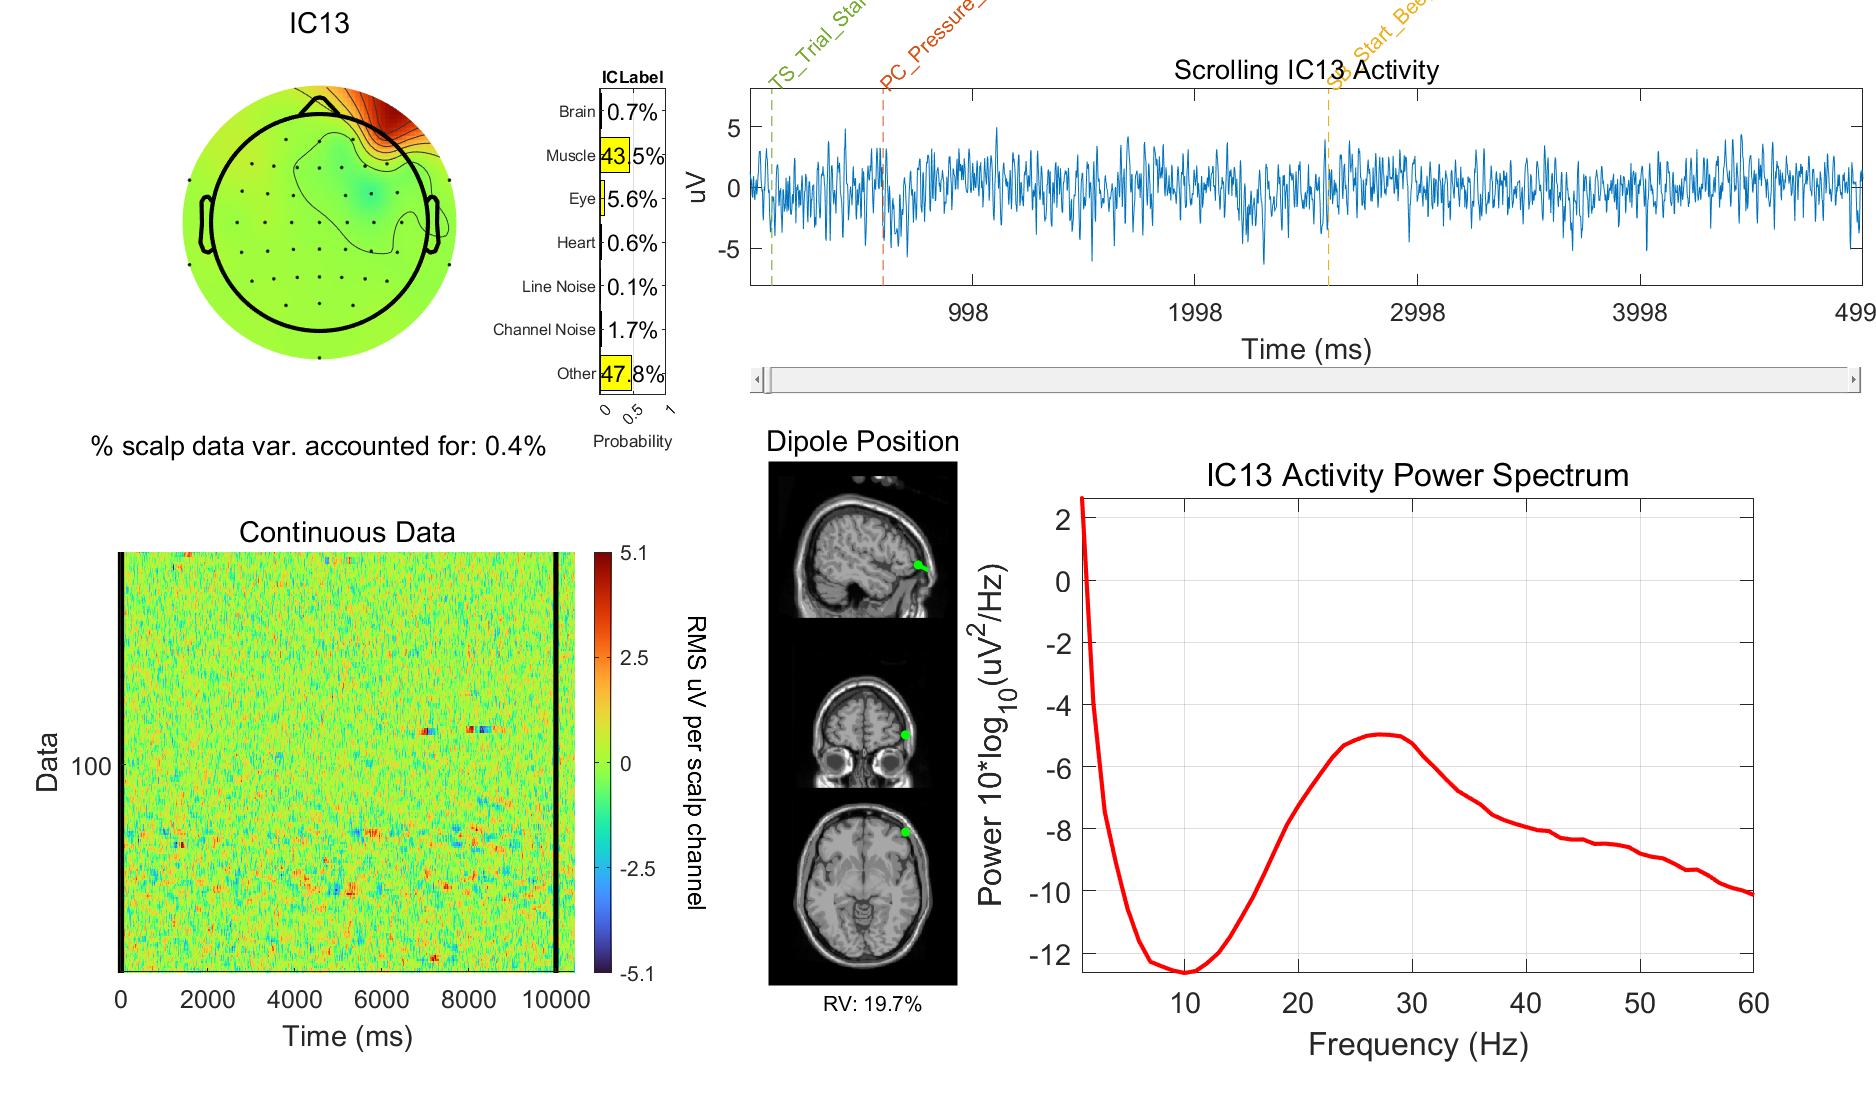 IC13
ICLabel
Brain 0.7%
Muscle 43.5%
Eye 5.6%
Heart 0.6%
Line Noise 0.1%
Channel Noise 1.7%
Other 47.8%
0 0.5 1
Probability
% scalp data var. accounted for: 0.4%
TS_Trial_Star
PC_Pressure_
SB_Start_Bee
Scrolling IC13 Activity
5
0
-5
uV
998 1998 2998 3998 499
Time (ms)
Continuous Data
Data
100
0 2000 4000 6000 8000 10000
Time (ms)
5.1
2.5
0
-2.5
-5.1
RMS uV per scalp channel
Dipole Position
RV: 19.7%
IC13 Activity Power Spectrum
Power 10*log10(uV2/Hz)
2
0
-2
-4
-6
-8
-10
-12
10 20 30 40 50 60
Frequency (Hz)